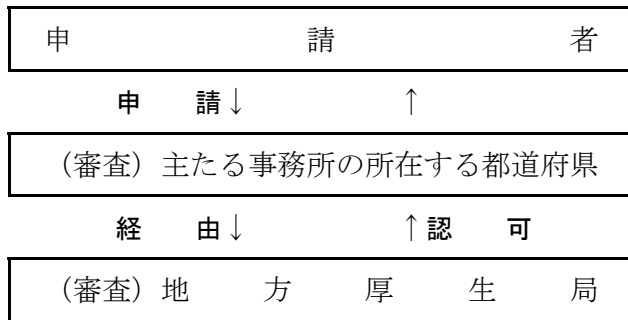 申請者
申請↓ ↑
（審査）主たる事務所の所在する都道府県
経由↓ ↑認可
（審査）地方厚生局